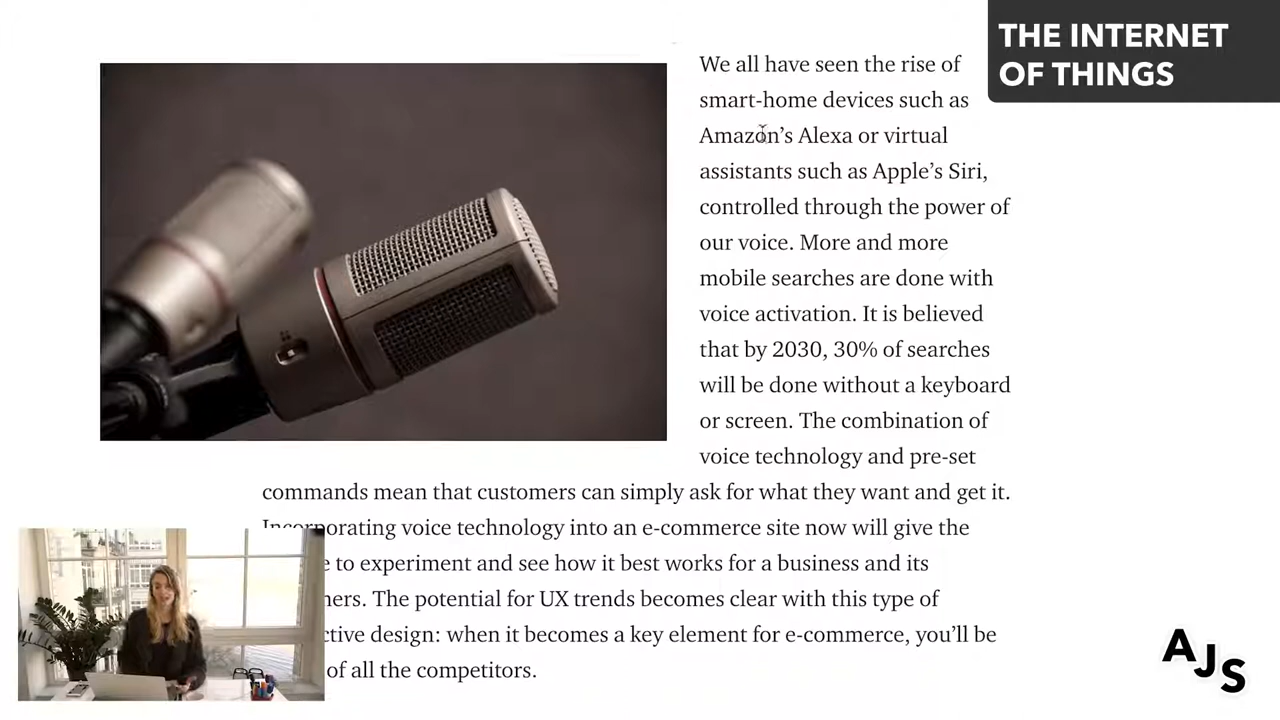 THE INTERNET
OF THINGS
We all have seen the rise of
smart-home devices such as
Amazon’s Alexa or virtual
assistants such as Apple’s Siri,
controlled through the power of
our voice. More and more
mobile searches are done with
voice activation. It is believed
that by 2030, 30% of searches
will be done without a keyboard
or screen. The combination of
voice technology and pre-set
commands mean that customers can simply ask for what they want and get it.
Incorporating voice technology into an e-commerce site now will give the
to experiment and see how it best works for a business and its
The potential for UX trends becomes clear with this type of
design: when it becomes a key element for e-commerce, you’ll be
of all the competitors.
AJS